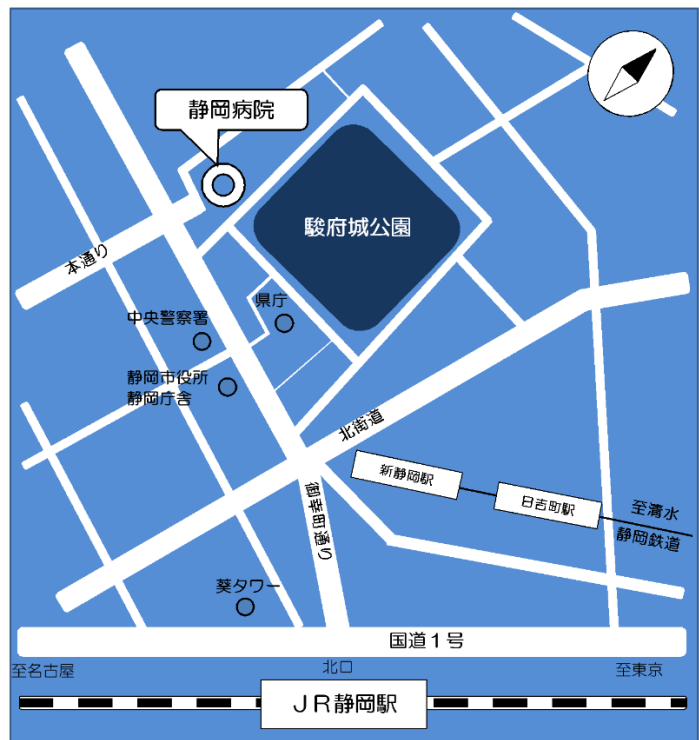 静岡病院
駿府城公園
本通り
県庁
中央警察署
静岡市役所
静岡庁舎
北街道
新静岡駅
日吉町駅
至清水
静岡鉄道
御幸町通り
葵タワー
国道１号
至名古屋
北口
至東京
ＪＲ静岡駅